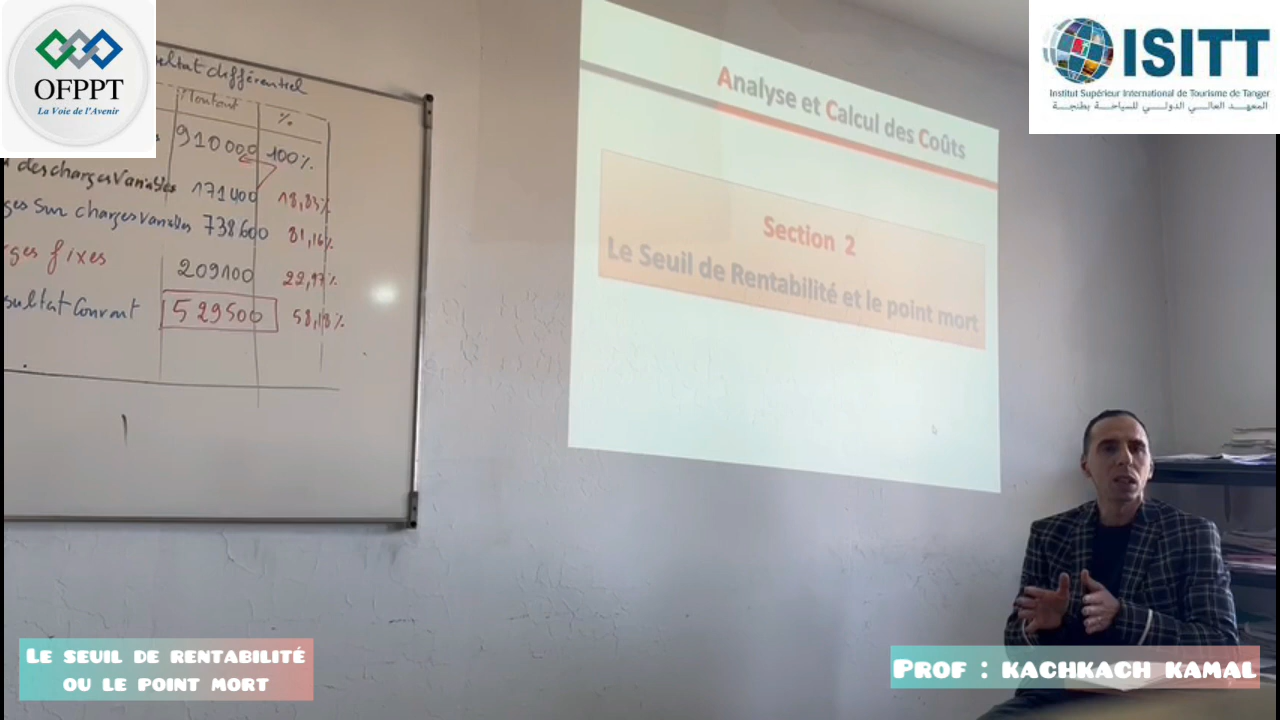 OFPPT
La Voie de l'Avenir
ISITT
Institut Supérieur International de Tourisme de Tanger
المعهد العالي الدولي للسياحة بطنجة
différentiel
Montant %
910000 100%
des charges Variables 171400 18,83%
Sur charges Variables 738600 81,16%
fixes 209100 22,97%
Courant 529500 58,18%
Analyse et Calcul des Coûts
Section 2
Le Seuil de Rentabilité et le point mort
Le seuil de rentabilité
ou le point mort
Prof : kachkach kamal